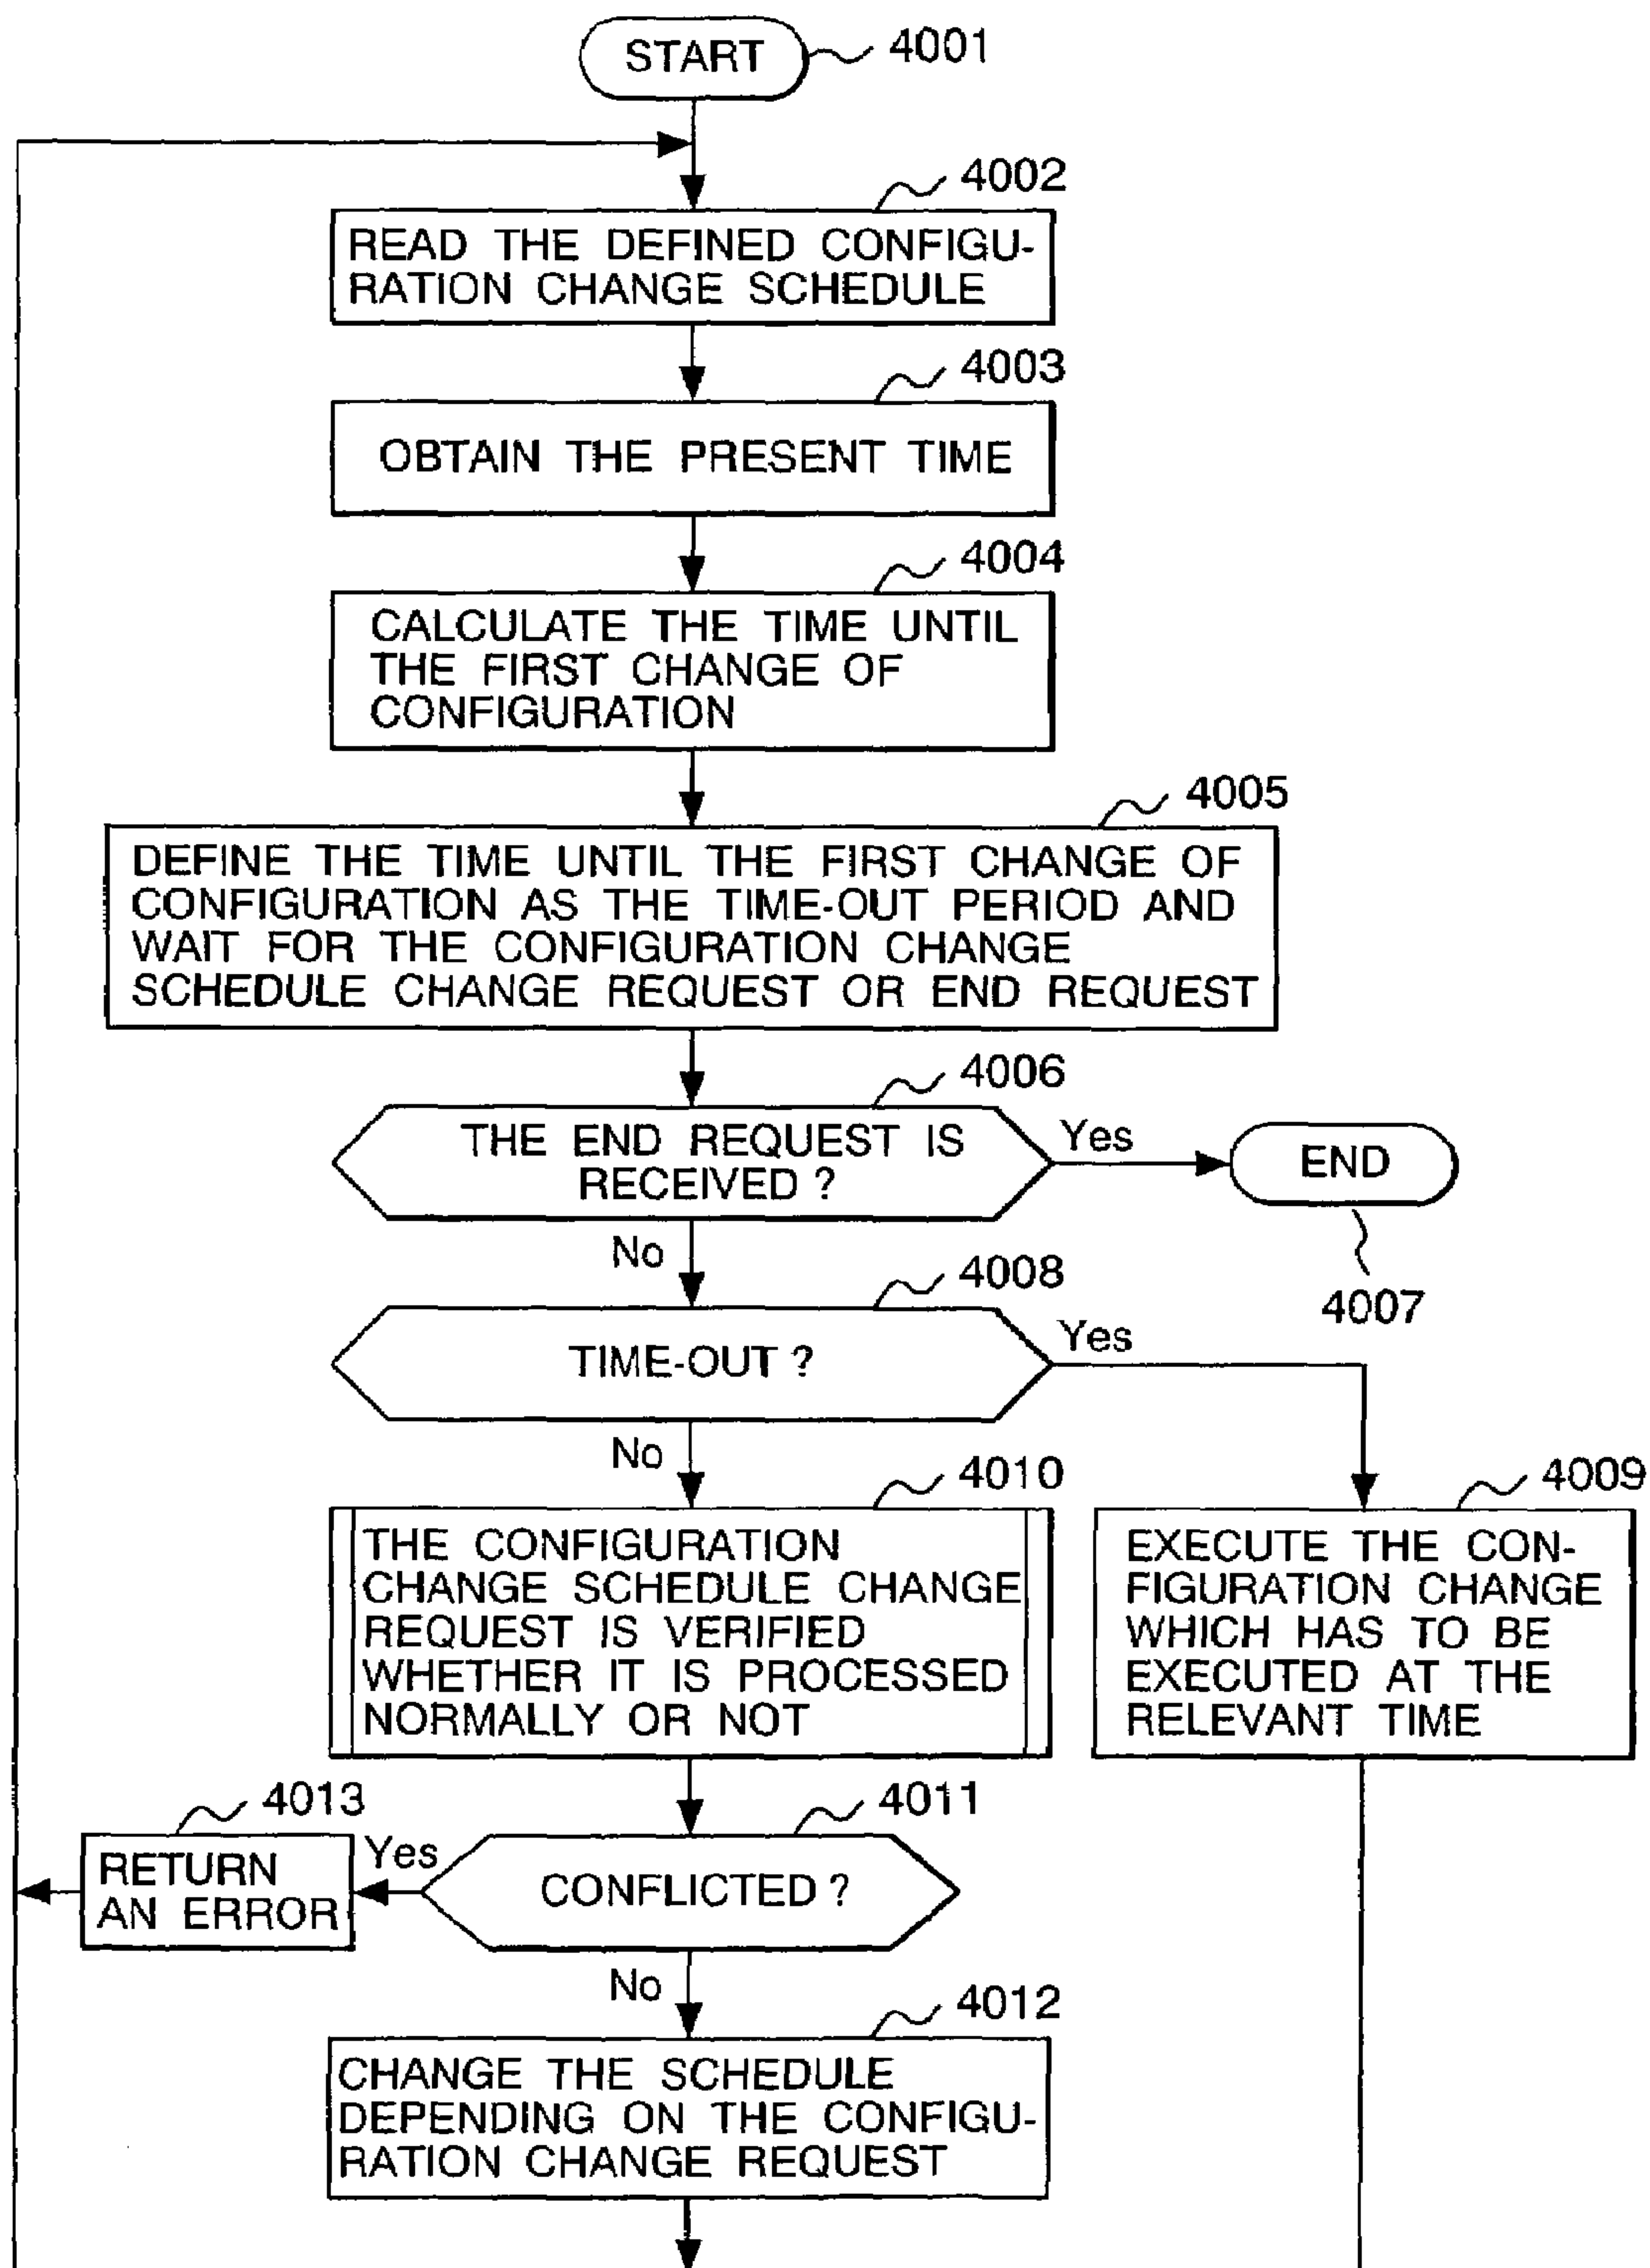 START
4001
4002
READ THE DEFINED CONFIGU-
RATION CHANGE SCHEDULE
4003
OBTAIN THE PRESENT TIME
4004
CALCULATE THE TIME UNTIL
THE FIRST CHANGE OF
CONFIGURATION
4005
DEFINE THE TIME UNTIL THE FIRST CHANGE OF
CONFIGURATION AS THE TIME-OUT PERIOD AND
WAIT FOR THE CONFIGURATION CHANGE
SCHEDULE CHANGE REQUEST OR END REQUEST
4006
THE END REQUEST IS
RECEIVED ?
Yes
END
4007
No
4008
TIME-OUT ?
Yes
No
4010
THE CONFIGURATION
CHANGE SCHEDULE CHANGE
REQUEST IS VERIFIED
WHETHER IT IS PROCESSED
NORMALLY OR NOT
4009
EXECUTE THE CON-
FIGURATION CHANGE
WHICH HAS TO BE
EXECUTED AT THE
RELEVANT TIME
4013
RETURN
AN ERROR
Yes
4011
CONFLICTED ?
No
4012
CHANGE THE SCHEDULE
DEPENDING ON THE CONFIGU-
RATION CHANGE REQUEST